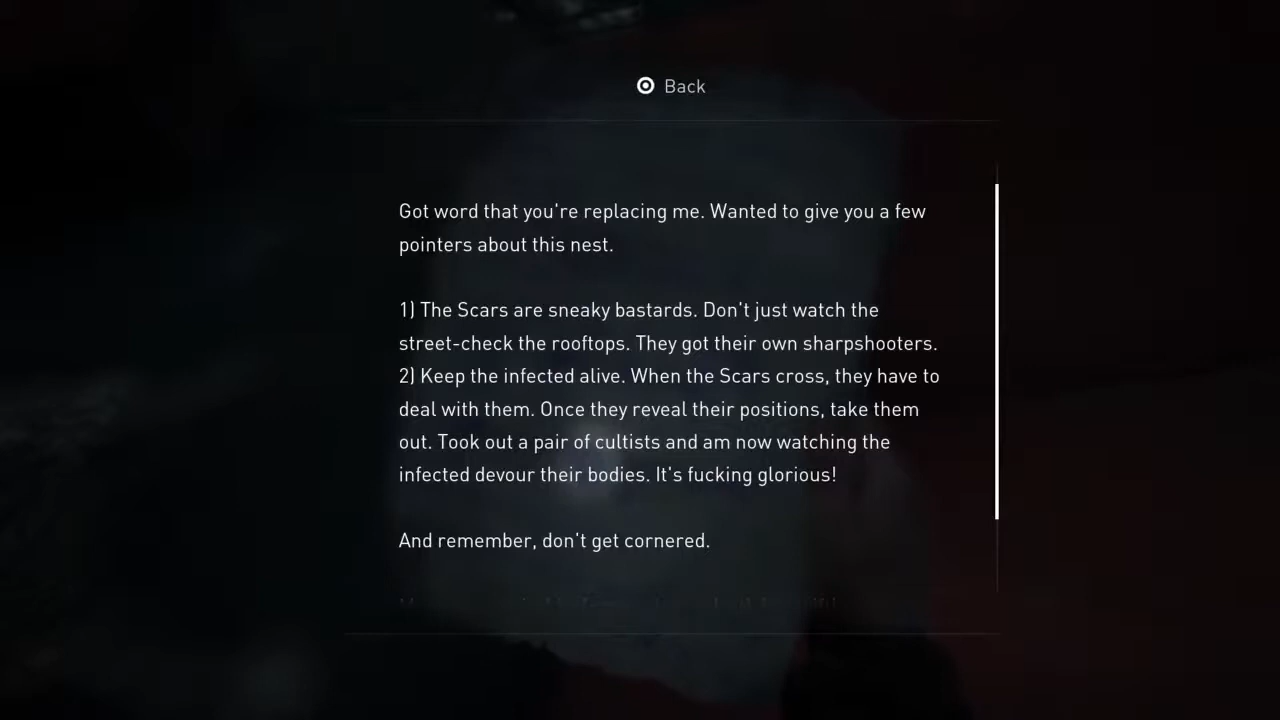 Back
Got word that you're replacing me. Wanted to give you a few
pointers about this nest.
1) The Scars are sneaky bastards. Don't just watch the
street-check the rooftops. They got their own sharpshooters.
2) Keep the infected alive. When the Scars cross, they have to
deal with them. Once they reveal their positions, take them
out. Took out a pair of cultists and am now watching the
infected devour their bodies. It's fucking glorious!
And remember, don't get cornered.